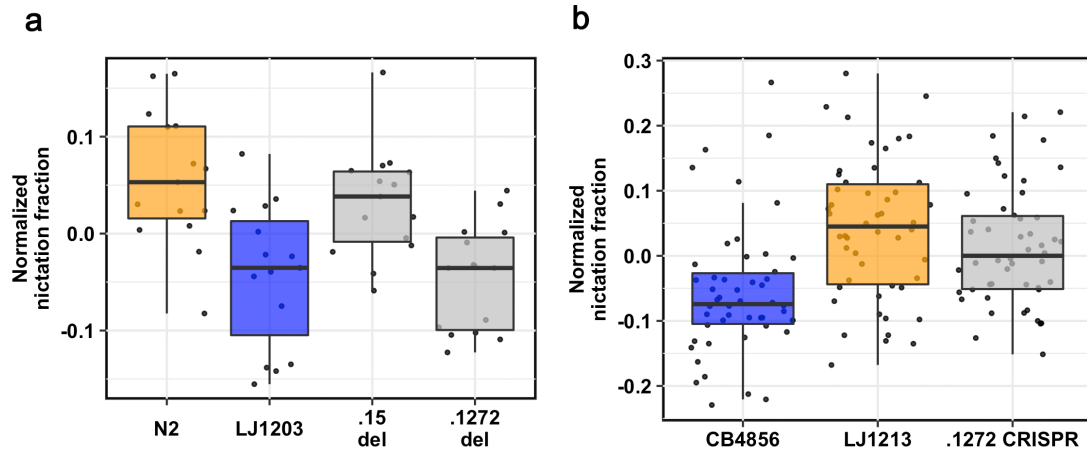 a
b
Normalized
nictation fraction
0.1
0.0
-0.1
N2
LJ1203
.15
del
.1272
del
Normalized
nictation fraction
0.3
0.2
0.1
0.0
-0.1
-0.2
CB4856
LJ1213
.1272 CRISPR